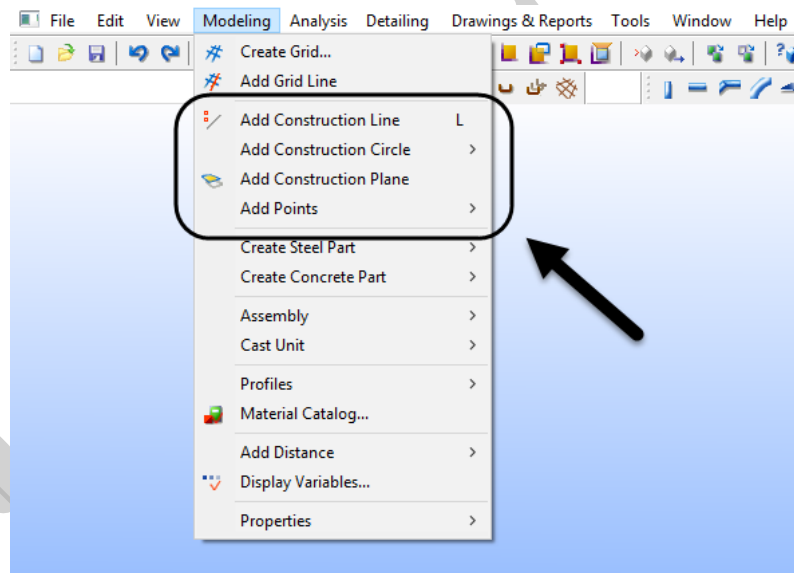 File Edit View Modeling Analysis Detailing Drawings & Reports Tools Window Help
Create Grid...
Add Grid Line
Add Construction Line L
Add Construction Circle >
Add Construction Plane
Add Points >
Create Steel Part >
Create Concrete Part >
Assembly >
Cast Unit >
Profiles >
Material Catalog...
Add Distance >
Display Variables...
Properties >